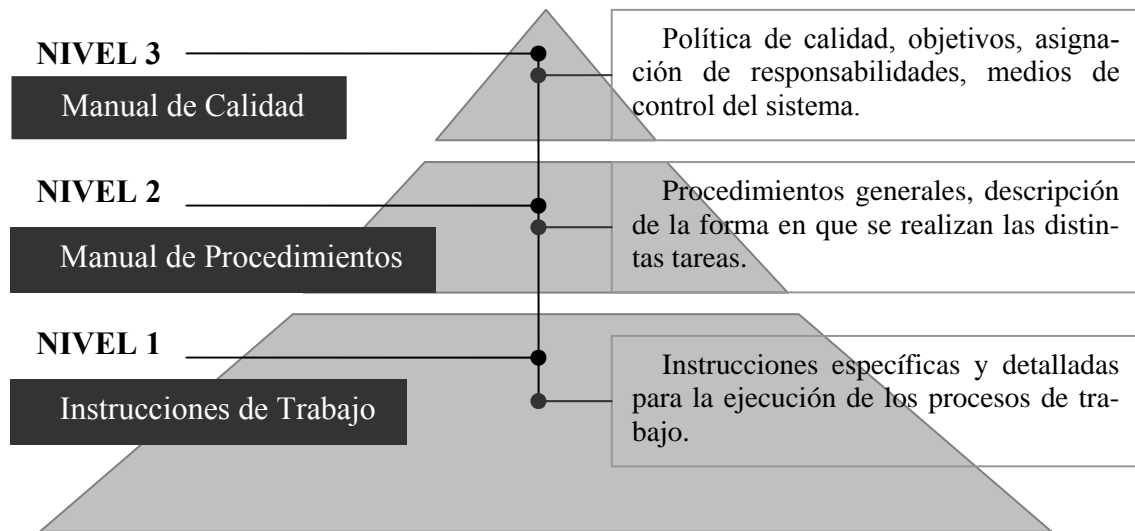 NIVEL 3
Manual de Calidad
Política de calidad, objetivos, asigna-
ción de responsabilidades, medios de
control del sistema.
NIVEL 2
Manual de Procedimientos
Procedimientos generales, descripción
de la forma en que se realizan las distin-
tas tareas.
NIVEL 1
Instrucciones de Trabajo
Instrucciones específicas y detalladas
para la ejecución de los procesos de tra-
bajo.